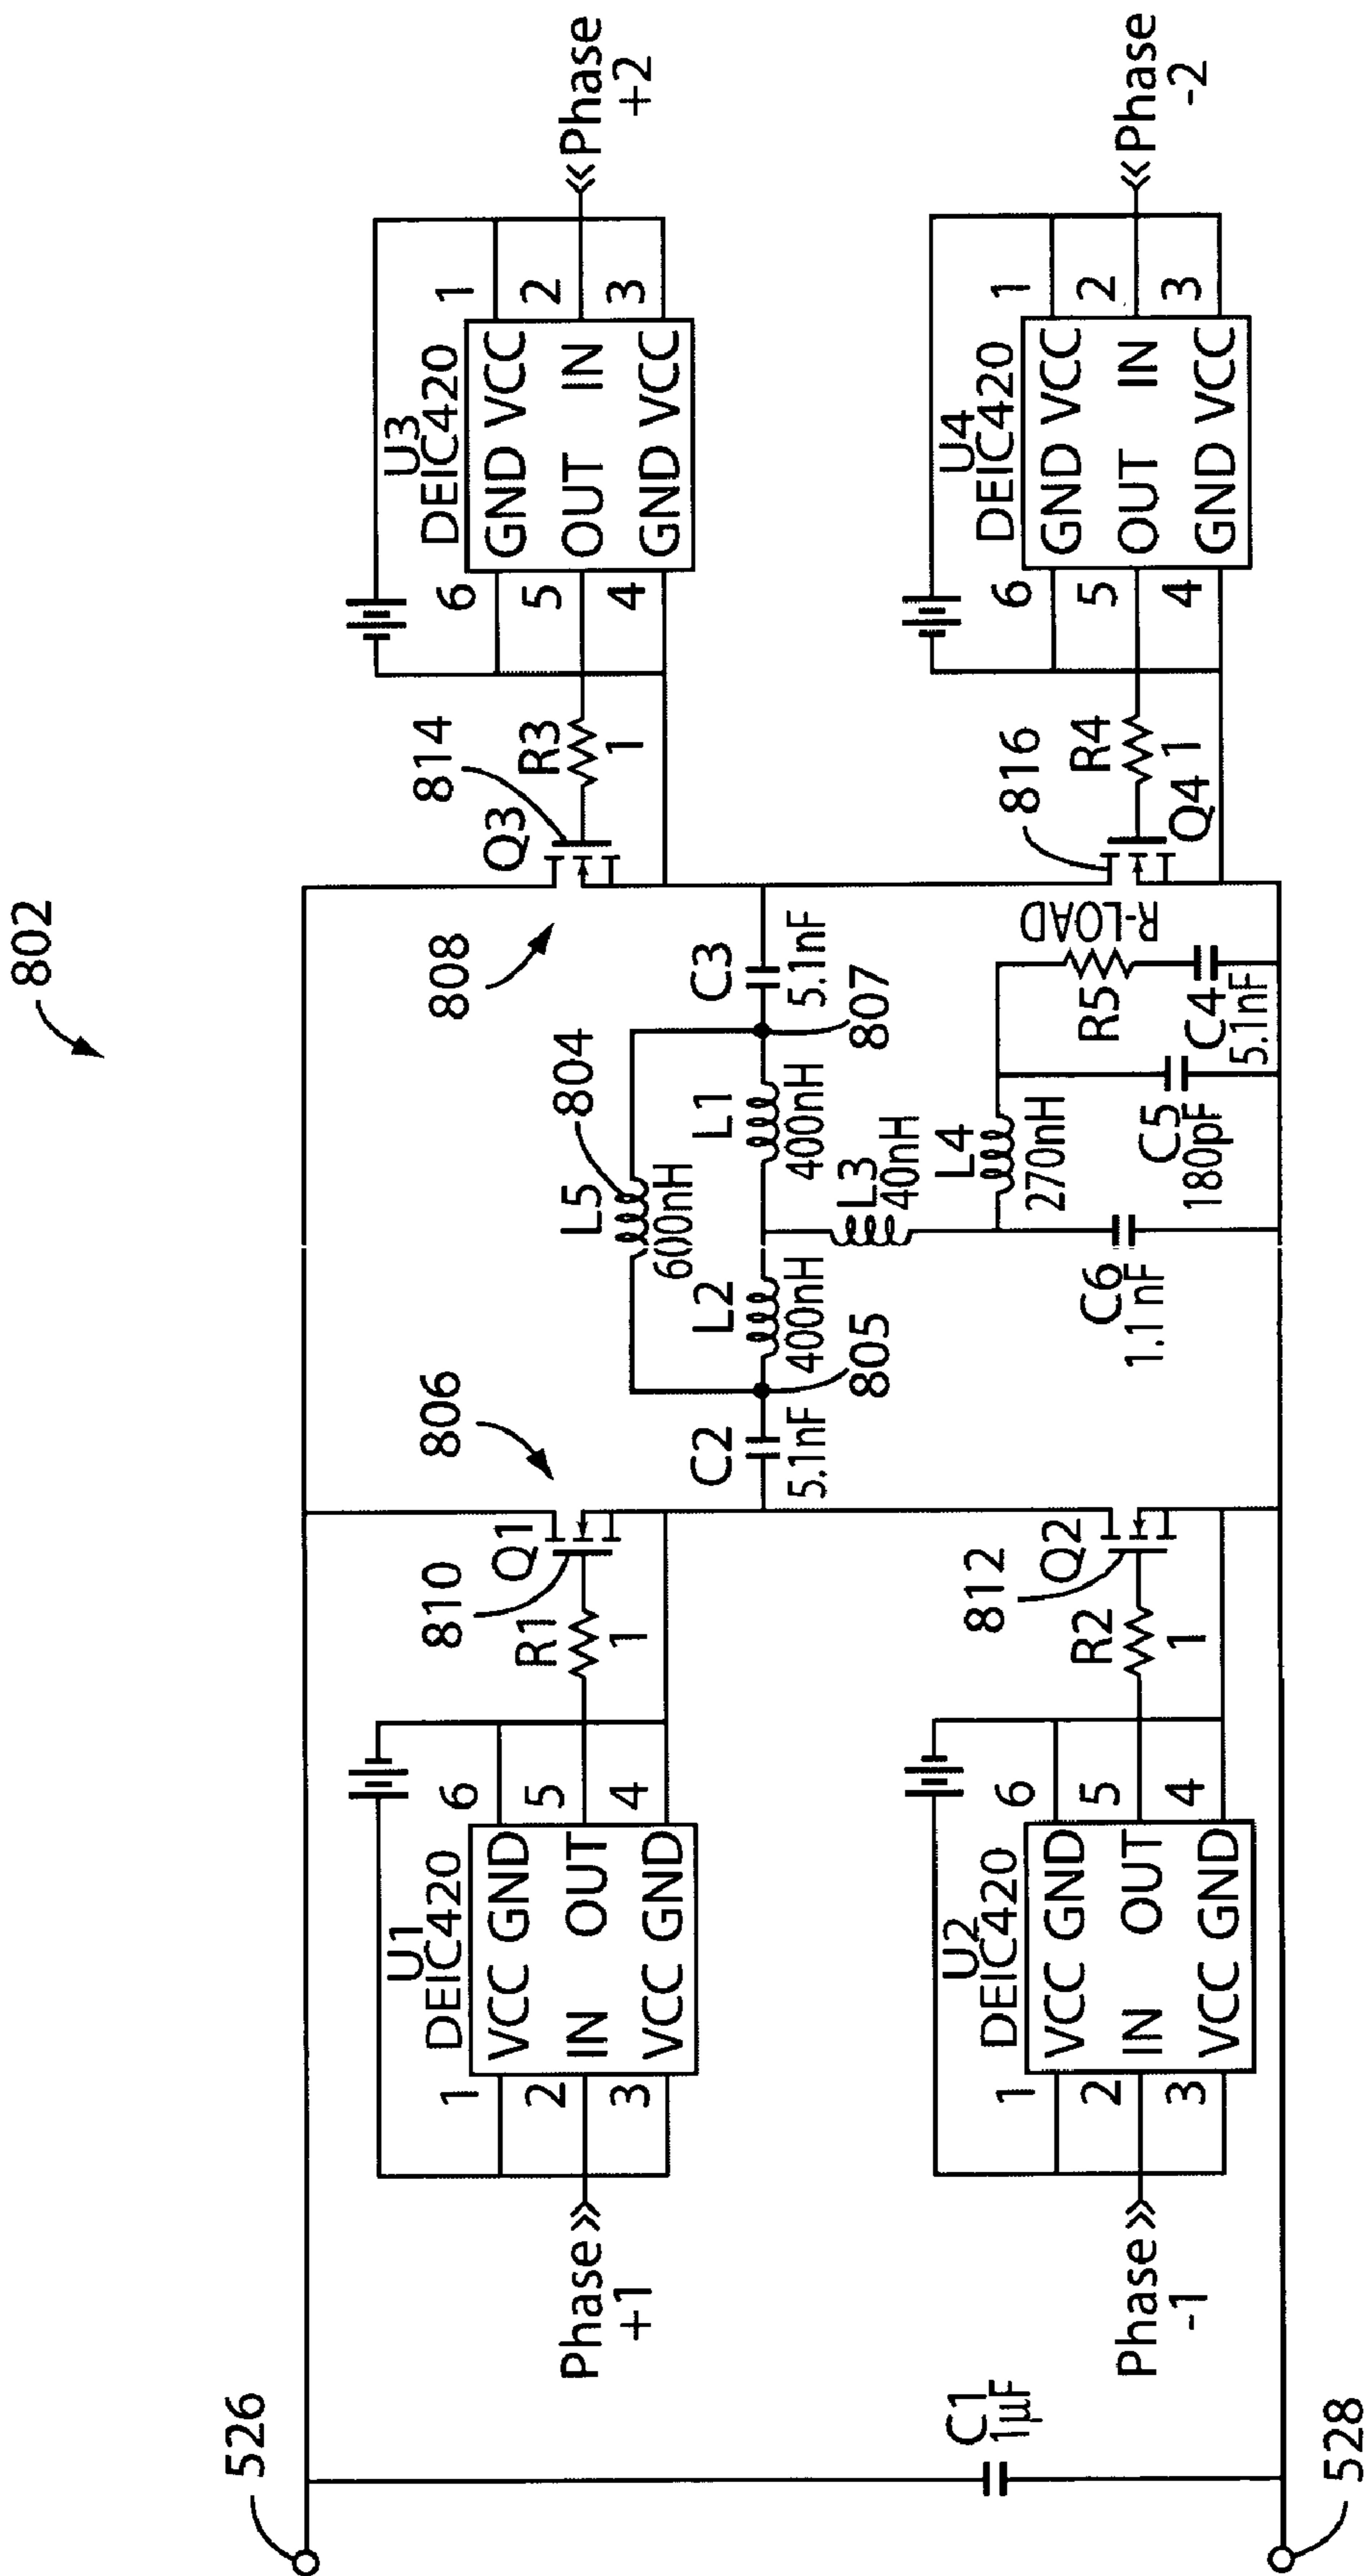 802
526
528
C1
1μF
Phase
+1
U1
DEIC420
VCC GND
IN OUT
VCC GND
1
2
3
6
5
4
R1
1
810
Q1
806
Phase
-1
U2
DEIC420
VCC GND
IN OUT
VCC GND
1
2
3
6
5
4
R2
1
812
Q2
C2
5.1nF
805
L5
600nH
804
L2
400nH
L1
400nH
807
C3
5.1nF
L3
40nH
L4
270nH
C6
1.1 nF
C5
180pF
R5
R-LOAD
C4
5.1nF
808
Q3
814
R3
1
U3
DEIC420
GND VCC
OUT IN
GND VCC
6
5
4
1
2
3
Phase
+2
816
Q4
R4
1
U4
DEIC420
GND VCC
OUT IN
GND VCC
6
5
4
1
2
3
Phase
-2